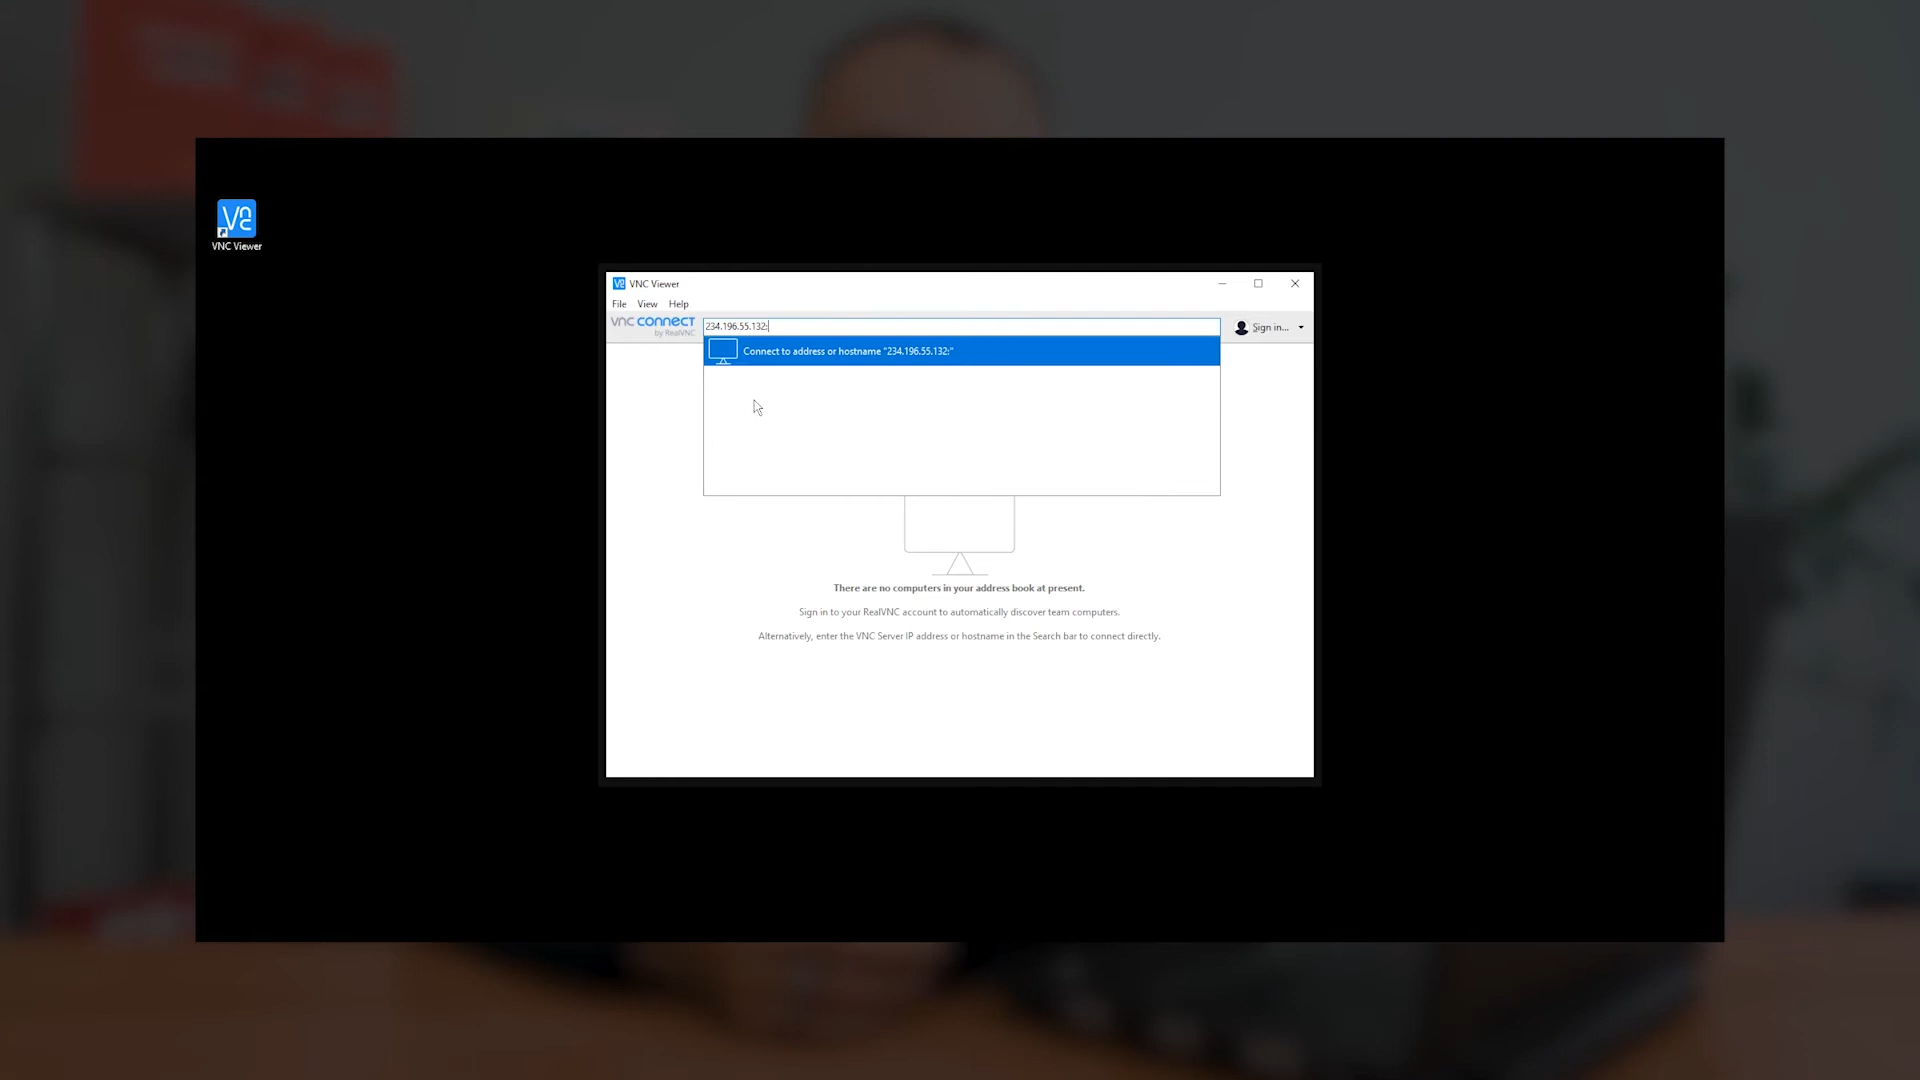 VNC Viewer
VNC Viewer
File View Help
vnc connect
by RealVNC
234.196.55.132:
Sign in...
Connect to address or hostname "234.196.55.132:"
There are no computers in your address book at present.
Sign in to your RealVNC account to automatically discover team computers.
Alternatively, enter the VNC Server IP address or hostname in the Search bar to connect directly.